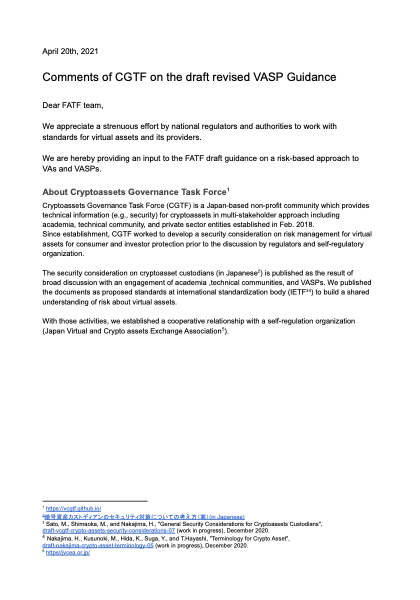 April 20th, 2021
Comments of CGTF on the draft revised VASP Guidance
Dear FATF team,
We appreciate a strenuous effort by national regulators and authorities to work with
standards for virtual assets and its providers.
We are hereby providing an input to the FATF draft guidance on a risk-based approach to
VAs and VASPs.
About Cryptoassets Governance Task Force¹
Cryptoassets Governance Task Force (CGTF) is a Japan-based non-profit community which provides
technical information (e.g., security) for cryptoassets in multi-stakeholder approach including
academia, technical community, and private sector entities established in Feb. 2018.
Since establishment, CGTF worked to develop a security consideration on risk management for virtual
assets for consumer and investor protection prior to the discussion by regulators and self-regulatory
organization.
The security consideration on cryptoasset custodians (in Japanese²) is published as the result of
broad discussion with an engagement of academia ,technical communities, and VASPs. We published
the documents as proposed standards at international standardization body (IETF³⁴) to build a shared
understanding of risk about virtual assets.
With those activities, we established a cooperative relationship with a self-regulation organization
(Japan Virtual and Crypto assets Exchange Association⁵).
¹ https://vcgtf.github.io/
² 暗号資産カストディアンのセキュリティ対策についての考え方（案）(in Japanese)
³ Sato, M., Shimaoka, M., and Nakajima, H., "General Security Considerations for Cryptoassets Custodians",
draft-vcgtf-crypto-assets-security-considerations-07 (work in progress), December 2020.
⁴ Nakajima, H., Kusunoki, M., Hida, K., Suga, Y., and T.Hayashi, "Terminology for Crypto Asset",
draft-nakajima-crypto-asset-terminology-05 (work in progress), December 2020.
⁵ https://jvcea.or.jp/